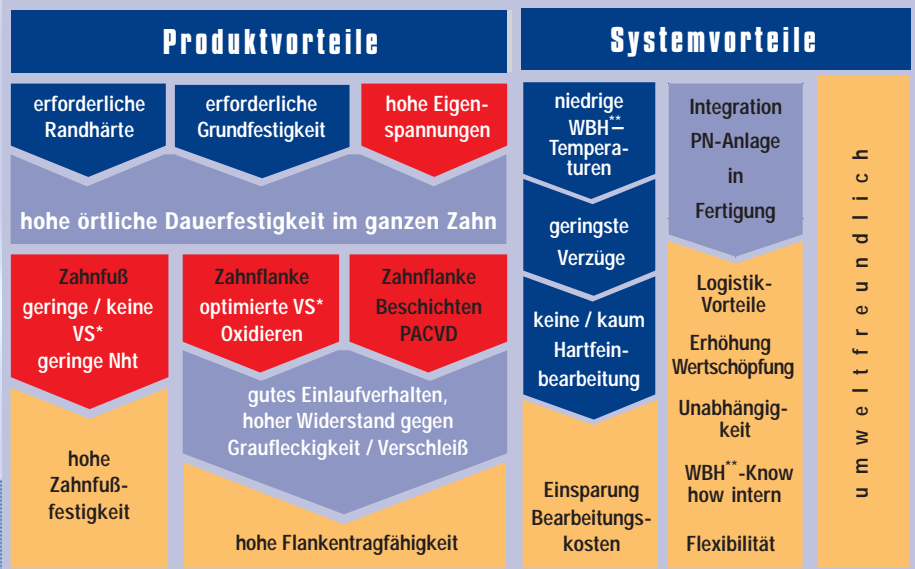 Produktvorteile
erforderliche
Randhärte
erforderliche
Grundfestigkeit
hohe Eigen-
spannungen
hohe örtliche Dauerfestigkeit im ganzen Zahn
Zahnfuß
geringe / keine
VS*
geringe Nht
Zahnflanke
optimierte VS*
Oxidieren
Zahnflanke
Beschichten
PACVD
gutes Einlaufverhalten,
hoher Widerstand gegen
Graufleckigkeit / Verschleiß
hohe
Zahnfuß-
festigkeit
hohe Flankentragfähigkeit
Systemvorteile
niedrige
WBH**–
Tempera-
turen
geringste
Verzüge
keine / kaum
Hartfein-
bearbeitung
Einsparung
Bearbeitungs-
kosten
Integration
PN-Anlage
in
Fertigung
Logistik-
Vorteile
Erhöhung
Wertschöpfung
Unabhängig-
keit
WBH**-Know
how intern
Flexibilität
umweltfreundlich